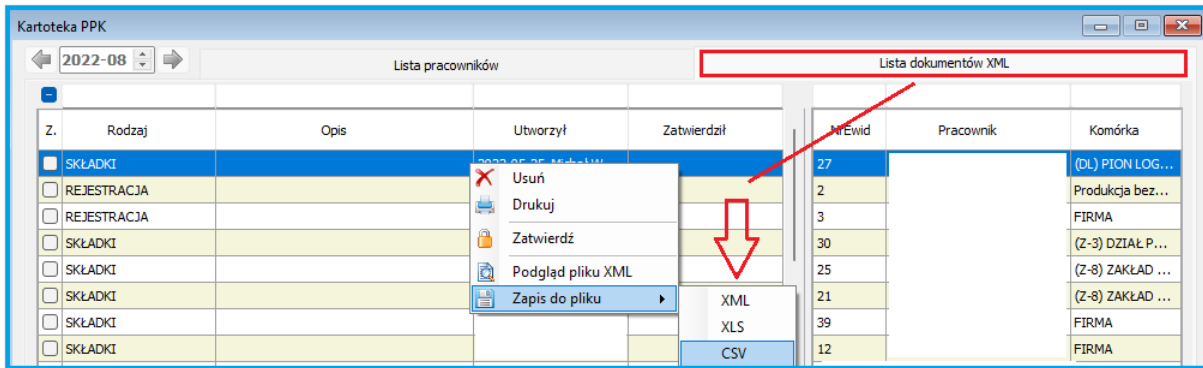 Kartoteka PPK
2022-08 Lista pracowników Lista dokumentów XML
Z. Rodzaj Opis Utworzył Zatwierdził NrEwid Pracownik Komórka
SKŁADKI 27 (DL) PION LOG...
REJESTRACJA Usuń 2 Produkcja bez...
REJESTRACJA Drukuj 3 FIRMA
SKŁADKI Zatwierdź 30 (Z-3) DZIAŁ P...
SKŁADKI Podgląd pliku XML 25 (Z-8) ZAKŁAD ...
SKŁADKI Zapis do pliku XML 21 (Z-8) ZAKŁAD ...
SKŁADKI XLS 39 FIRMA
SKŁADKI CSV 12 FIRMA